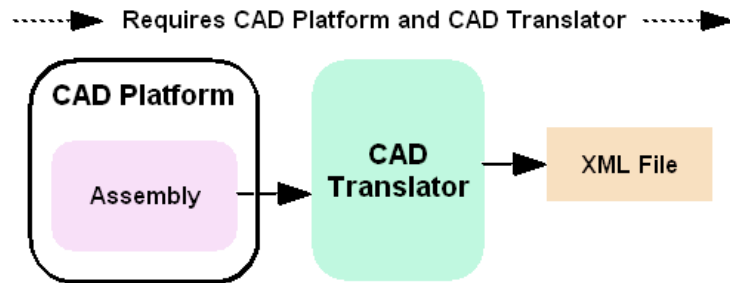 Requires CAD Platform and CAD Translator
CAD Platform
Assembly
CAD
Translator
XML File